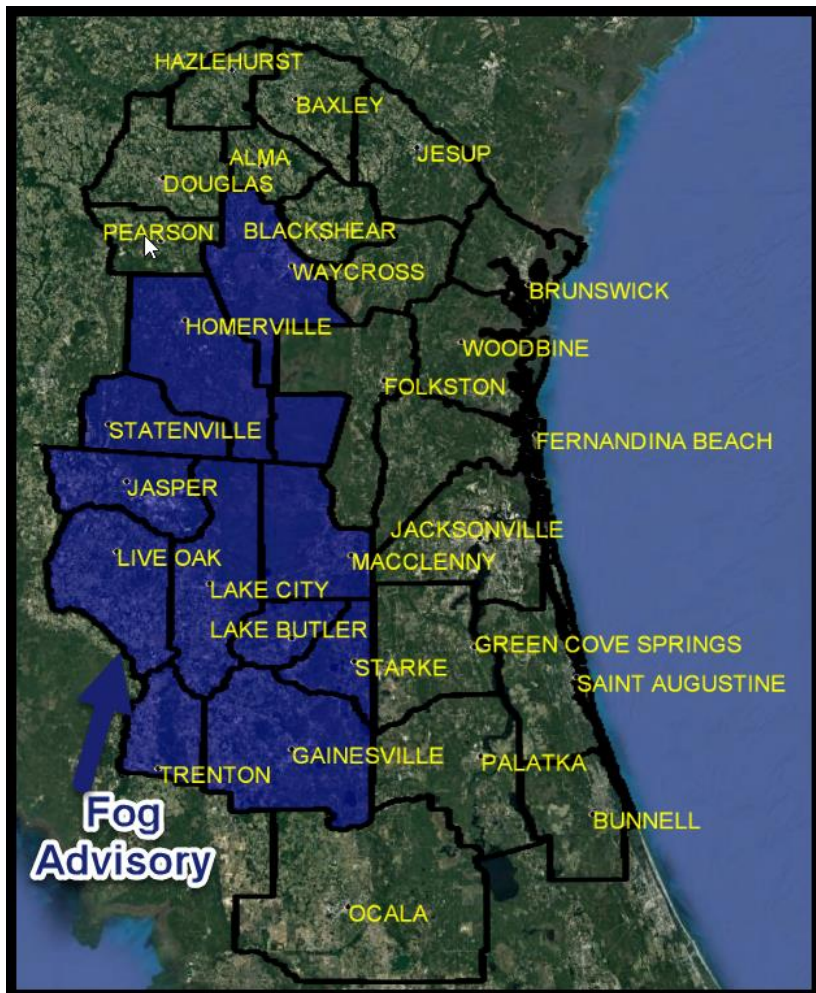 HAZLEHURST
BAXLEY
JESUP
ALMA
DOUGLAS
PEARSON
BLACKSHEAR
WAYCROSS
BRUNSWICK
HOMERVILLE
WOODBINE
FOLKSTON
STATENVILLE
FERNANDINA BEACH
JASPER
JACKSONVILLE
LIVE OAK
MACCLENNY
LAKE CITY
LAKE BUTLER
GREEN COVE SPRINGS
STARKE
SAINT AUGUSTINE
GAINESVILLE
PALATKA
TRENTON
Fog
Advisory
BUNNELL
OCALA